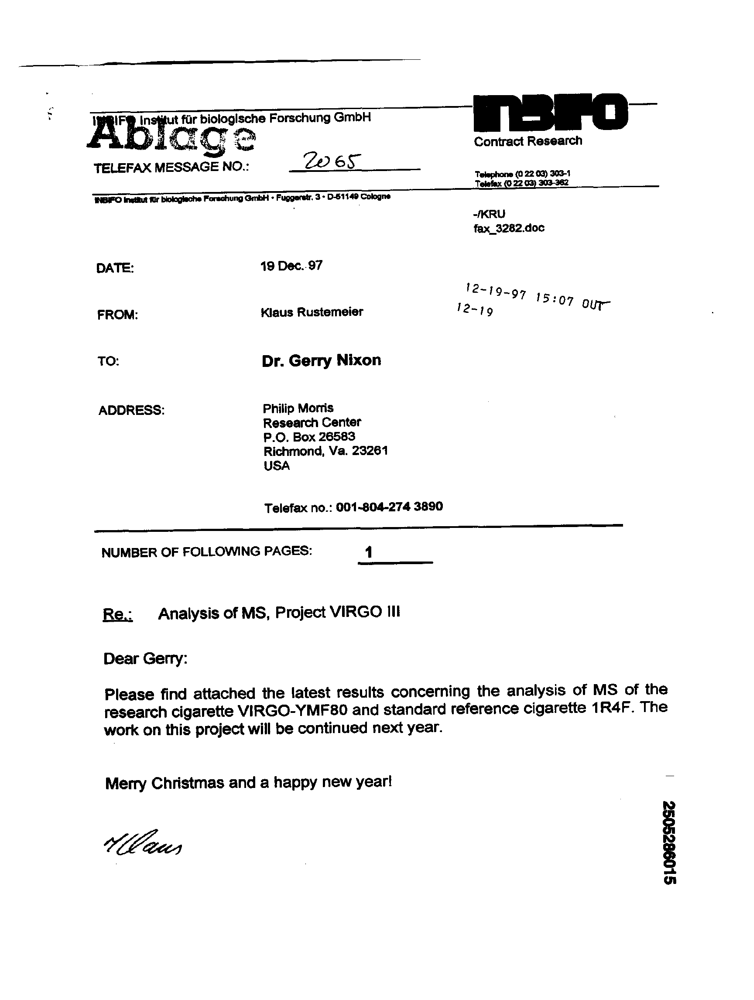 INBIFO Institut für biologische Forschung GmbH
Ablage
INBIFO
Contract Research
TELEFAX MESSAGE NO.: 2065
Telephone (0 22 03) 303-1
Telefax (0 22 03) 303-362
INBIFO Institut für biologische Forschung GmbH - Fuggerstr. 3 - D-51149 Cologne
-/KRU
fax_3282.doc
DATE: 19 Dec. 97
12-19-97 15:07 OUT
12-19
FROM: Klaus Rustemeier
TO: Dr. Gerry Nixon
ADDRESS: Philip Morris
Research Center
P.O. Box 26583
Richmond, Va. 23261
USA
Telefax no.: 001-804-274 3890
NUMBER OF FOLLOWING PAGES: 1
Re.: Analysis of MS, Project VIRGO III
Dear Gerry:
Please find attached the latest results concerning the analysis of MS of the
research cigarette VIRGO-YMF80 and standard reference cigarette 1R4F. The
work on this project will be continued next year.
Merry Christmas and a happy new year!
Klaus
2505286015